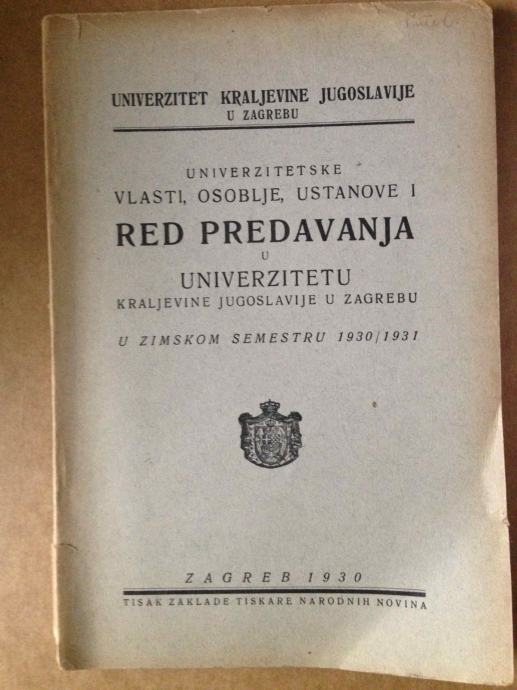 UNIVERZITET KRALJEVINE JUGOSLAVIJE
U ZAGREBU
UNIVERZITETSKE
VLASTI, OSOBLJE, USTANOVE I
RED PREDAVANJA
U
UNIVERZITETU
KRALJEVINE JUGOSLAVIJE U ZAGREBU
U ZIMSKOM SEMESTRU 1930/1931
ZAGREB 1930
TISAK ZAKLADE TISKARE NARODNIH NOVINA